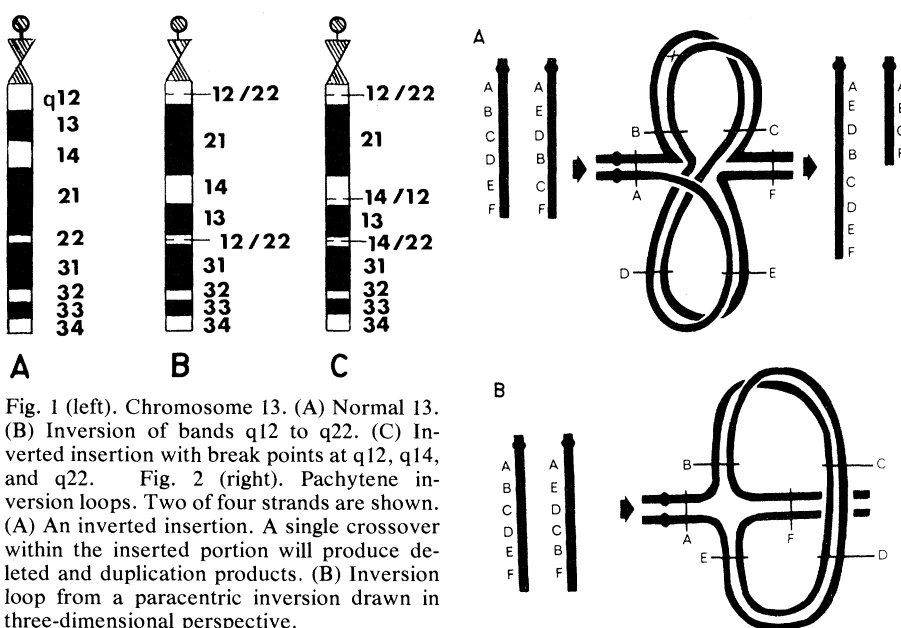 q12
13
14
21
22
31
32
33
34
A
12/22
21
14
13
12/22
31
32
33
34
B
12/22
21
14/12
13
14/22
31
32
33
34
C
Fig. 1 (left). Chromosome 13. (A) Normal 13.
(B) Inversion of bands q12 to q22. (C) In-
verted insertion with break points at q12, q14,
and q22. Fig. 2 (right). Pachytene in-
version loops. Two of four strands are shown.
(A) An inverted insertion. A single crossover
within the inserted portion will produce de-
leted and duplication products. (B) Inversion
loop from a paracentric inversion drawn in
three-dimensional perspective.
A
A
B
C
D
E
F
A
E
D
B
C
F
B
C
A
F
D
E
A
E
D
B
C
D
E
F
A
B
A
B
C
D
E
F
A
E
D
C
B
F
B
C
A
F
E
D